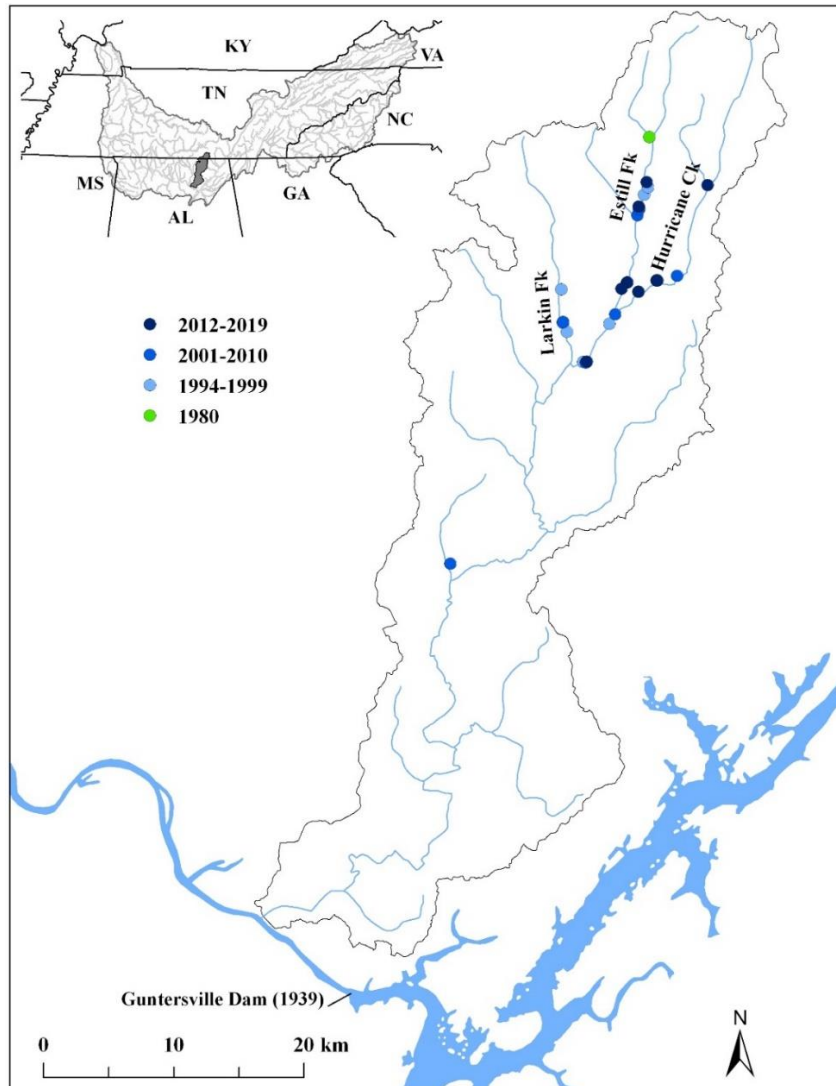 KY
VA
TN
NC
MS
AL
GA
Estill Fk
Hurricane Ck
Larkin Fk
2012-2019
2001-2010
1994-1999
1980
Guntersville Dam (1939)
N
0 10 20 km